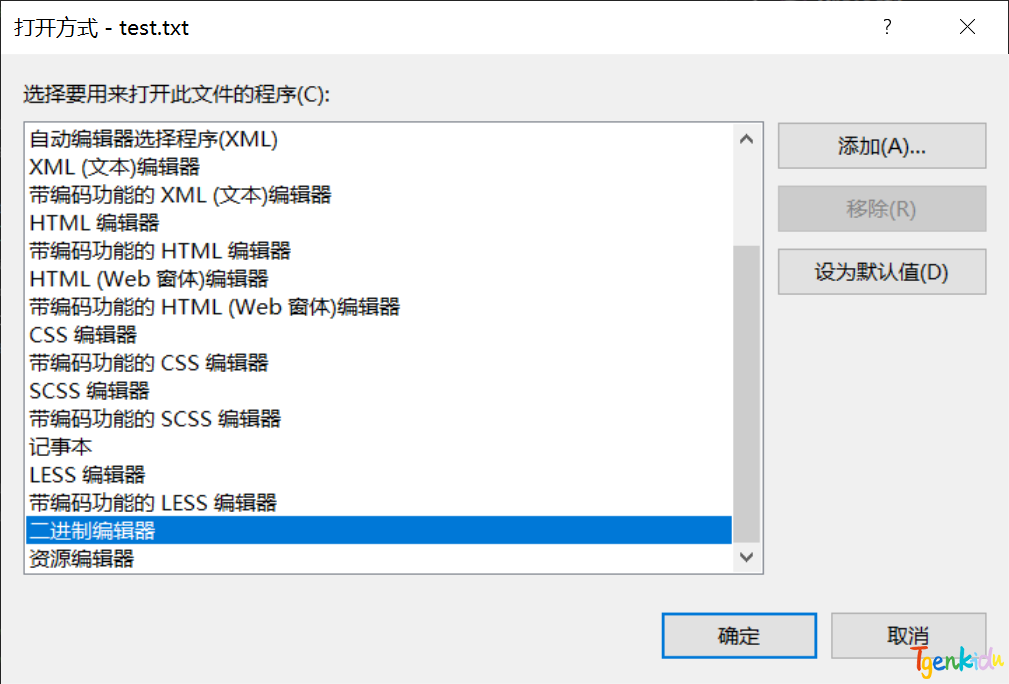 打开方式 - test.txt
?
选择要用来打开此文件的程序(C):
自动编辑器选择程序(XML)
XML (文本)编辑器
带编码功能的 XML (文本)编辑器
HTML 编辑器
带编码功能的 HTML 编辑器
HTML (Web 窗体)编辑器
带编码功能的 HTML (Web 窗体)编辑器
CSS 编辑器
带编码功能的 CSS 编辑器
SCSS 编辑器
带编码功能的 SCSS 编辑器
记事本
LESS 编辑器
带编码功能的 LESS 编辑器
二进制编辑器
资源编辑器
添加(A)...
移除(R)
设为默认值(D)
确定
取消
Tgenkidu